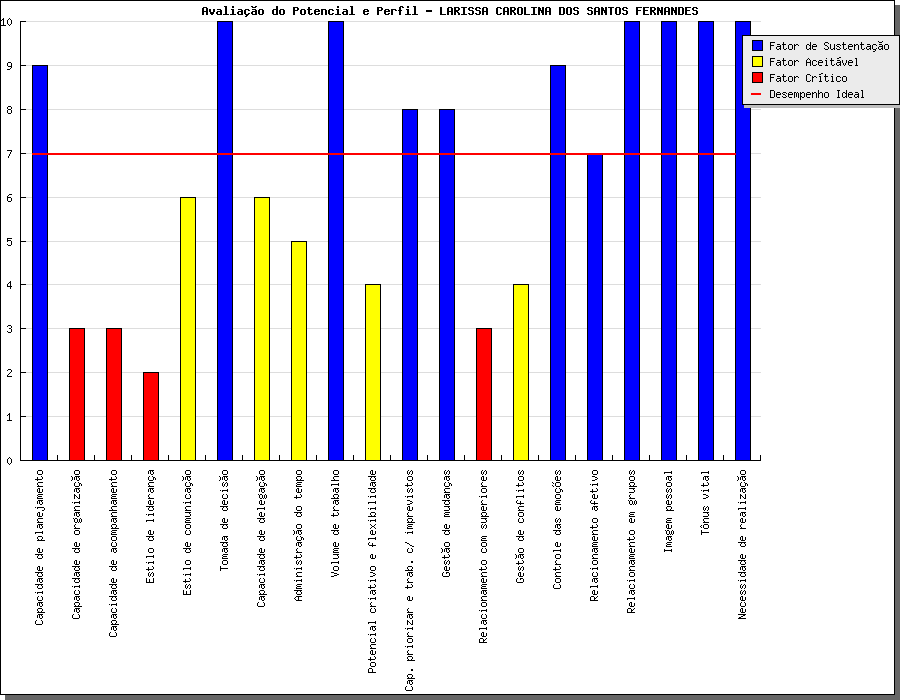 Avaliação do Potencial e Perfil - LARISSA CAROLINA DOS SANTOS FERNANDES
Fator de Sustentação
Fator Aceitável
Fator Crítico
Desempenho Ideal
10
9
8
7
6
5
4
3
2
1
0
Capacidade de planejamento
Capacidade de organização
Capacidade de acompanhamento
Estilo de liderança
Estilo de comunicação
Tomada de decisão
Capacidade de delegação
Administração do tempo
Volume de trabalho
Potencial criativo e flexibilidade
Cap. priorizar e trab. c/ imprevistos
Gestão de mudanças
Relacionamento com superiores
Gestão de conflitos
Controle das emoções
Relacionamento afetivo
Relacionamento em grupos
Imagem pessoal
Tônus vital
Necessidade de realização